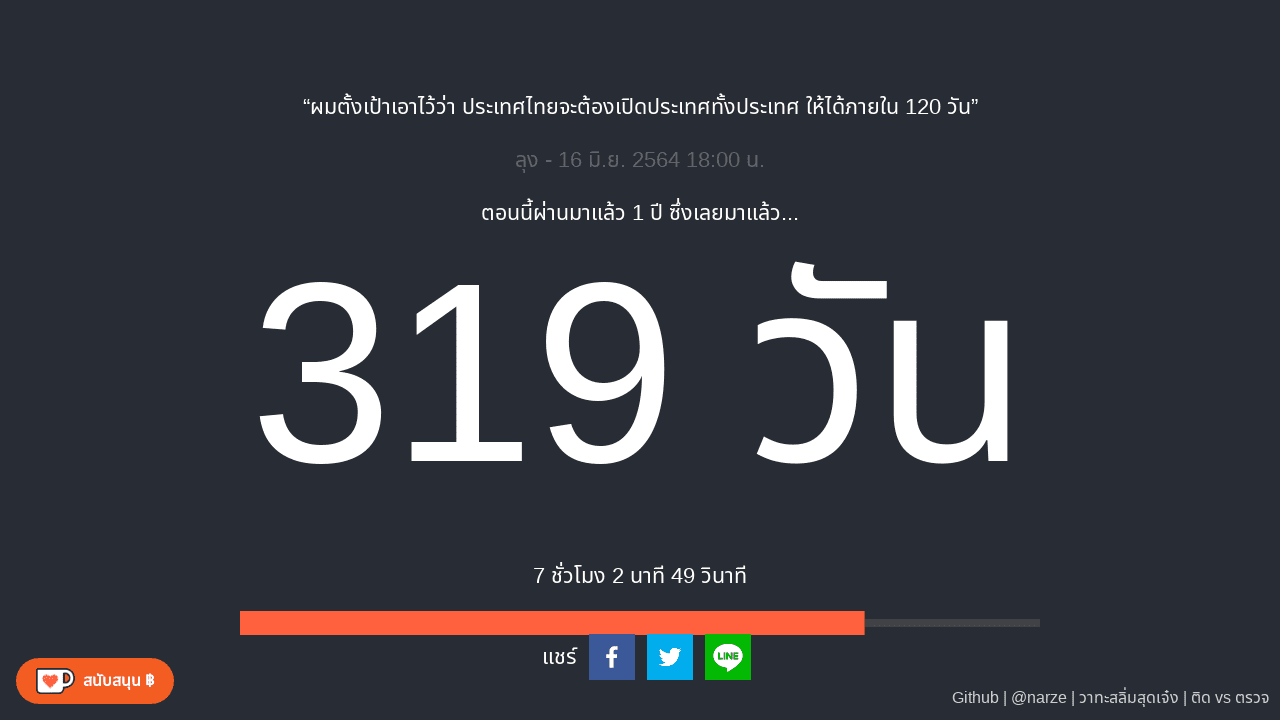 “ผมตั้งเป้าเอาไว้ว่า ประเทศไทยจะต้องเปิดประเทศทั้งประเทศ ให้ได้ภายใน 120 วัน”
ลุง - 16 มิ.ย. 2564 18:00 น.
ตอนนี้ผ่านมาแล้ว 1 ปี ซึ่งเลยมาแล้ว...
319 วัน
7 ชั่วโมง 2 นาที 49 วินาที
แชร์
LINE
สนับสนุน ฿
Github | @narze | วาทะสลิ่มสุดเจ๋ง | ติด vs ตรวจ